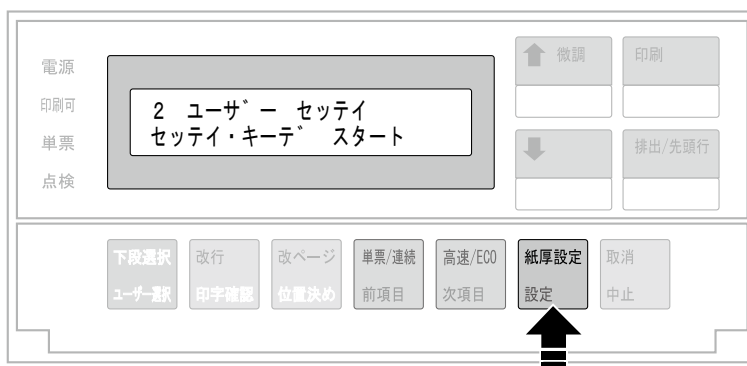 電源
印刷可
単票
点検
2 ユーザー セッテイ
セッテイ・キーデ スタート
微調
印刷
排出/先頭行
下段選択
ユーザー選択
改行
印字確認
改ページ
位置決め
単票/連続
前項目
高速/ECO
次項目
紙厚設定
設定
取消
中止